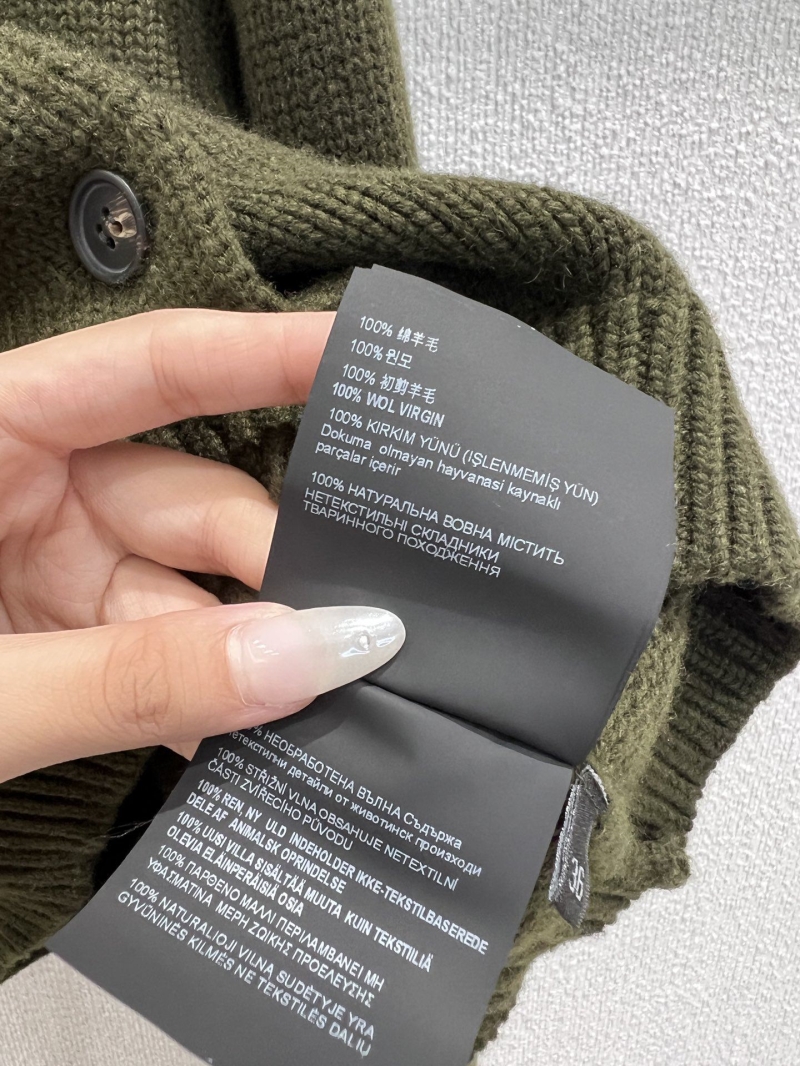 100% 绵羊毛
100% 원모
100% 初剪羊毛
100% WOL VIRGIN
100% KIRKIM YÜNÜ (IŞLENMEMİŞ YÜN)
Dokuma olmayan hayvanasi kaynaklı
parçalar içerir
100% НАТУРАЛЬНА ВОВНА МІСТИТЬ
НЕТЕКСТИЛЬНІ СКЛАДНИКИ
ТВАРИННОГО ПОХОДЖЕННЯ
НЕОБРАБОТЕНА ВЪЛНА Съдържа
нетекстилни детайли от животинск произходи
100% STŘIŽNÍ VLNA OBSAHUJE NETEXTILNÍ
ČÁSTI ZVÍŘECÍHO PŮVODU
100% REN, NY ULD INDEHOLDER IKKE-TEKSTILBASEREDE
DELE AF ANIMALSK OPRINDELSE
100% UUSI VILLA SISÄLTÄÄ MUUTA KUIN TEKSTIILIÄ
OLEVIA ELÄINPERÄISIÄ OSIA
100% ΠΑΡΘΕΝΟ ΜΑΛΛΙ ΠΕΡΙΛΑΜΒΑΝΕΙ ΜΗ
ΥΦΑΣΜΑΤΙΝΑ ΜΕΡΗ ΖΩΙΚΗΣ ΠΡΟΕΛΕΥΣΗΣ
100% NATŪRALIOJI VILNA SUDĖTYJE YRA
GYVŪNINĖS KILMĖS NE TEKSTILĖS DALIŲ
36